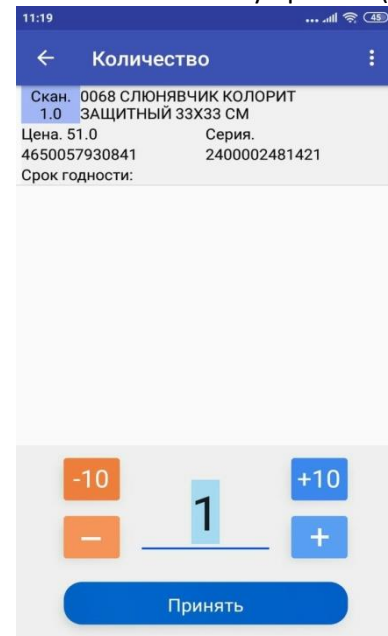 11:19 ... 45
← Количество
Скан. 0068 СЛЮНЯВЧИК КОЛОРИТ
1.0 ЗАЩИТНЫЙ 33Х33 СМ
Цена. 51.0 Серия.
4650057930841 2400002481421
Срок годности:
-10 +10
1
− +
Принять